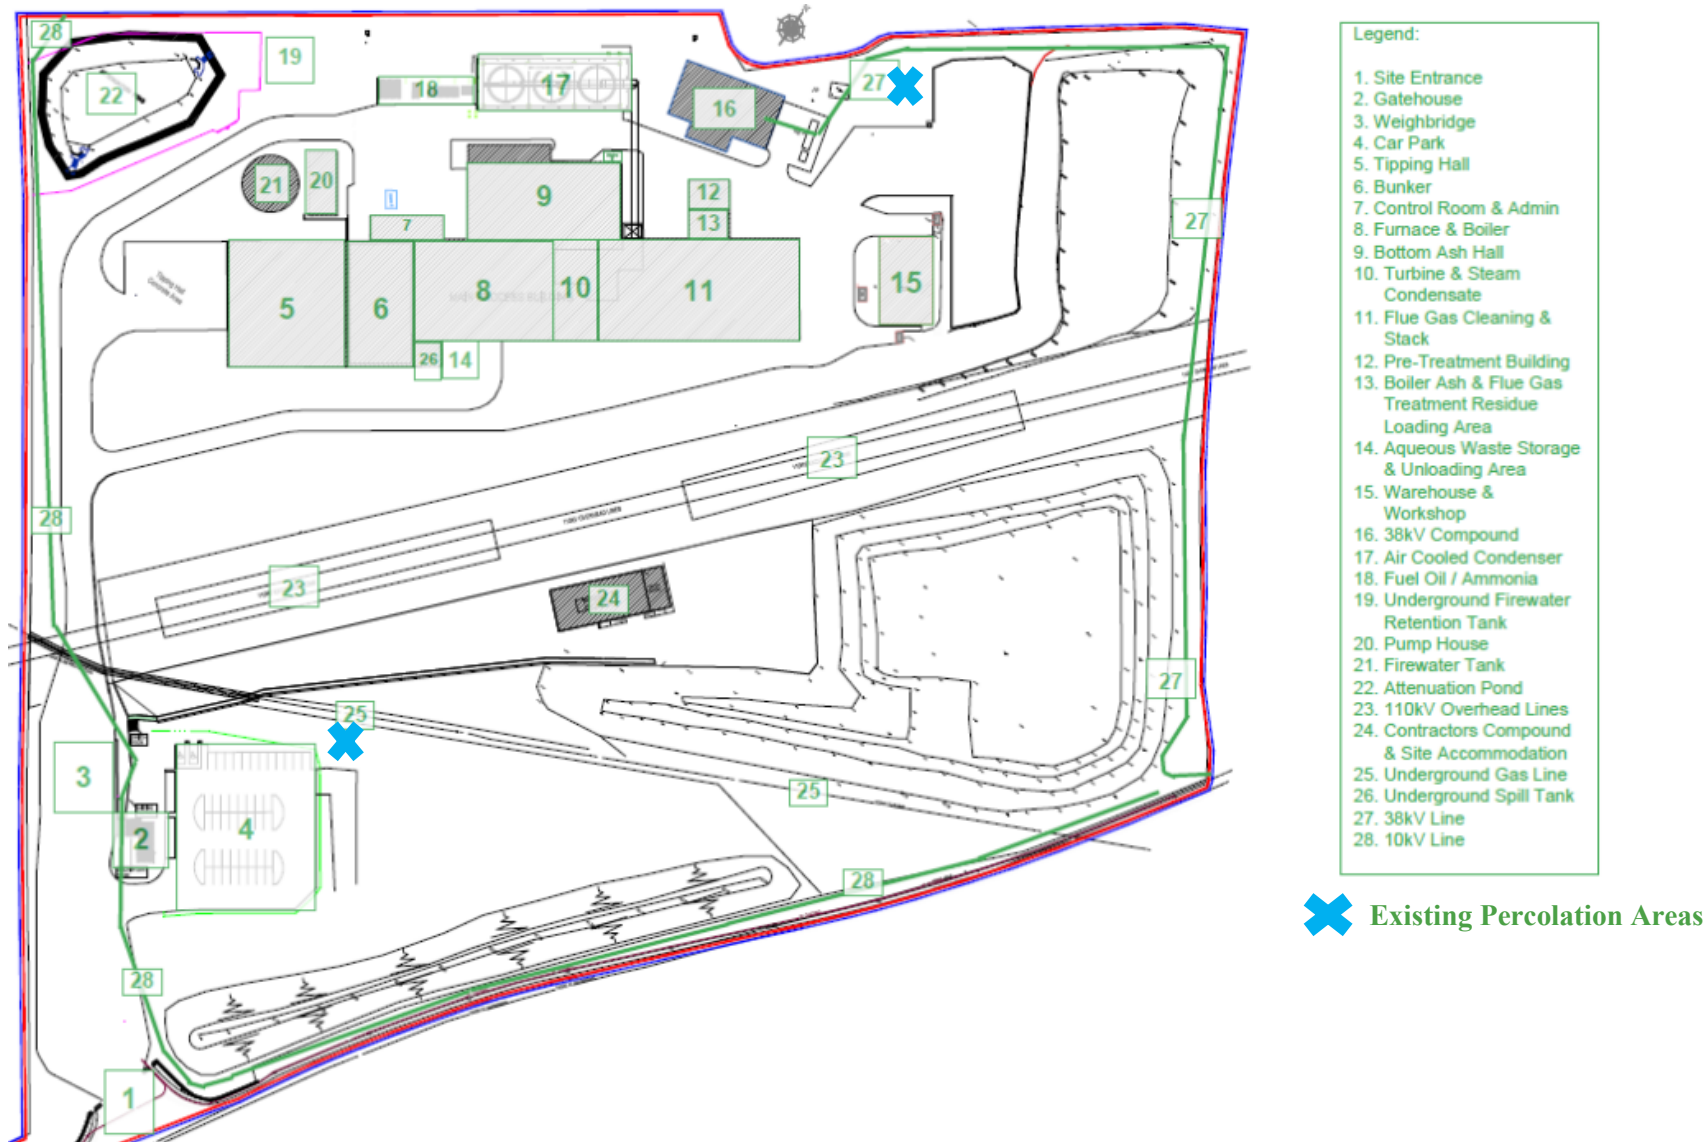 28
19
22
18
17
16
27
21
20
7
9
12
13
27
Tipping Hall
Concrete Area
5
6
8
10
11
15
26
14
23
28
110KV OVERHEAD LINES
23
24
25
27
3
25
2
4
28
28
1
Legend:
1. Site Entrance
2. Gatehouse
3. Weighbridge
4. Car Park
5. Tipping Hall
6. Bunker
7. Control Room & Admin
8. Furnace & Boiler
9. Bottom Ash Hall
10. Turbine & Steam
Condensate
11. Flue Gas Cleaning &
Stack
12. Pre-Treatment Building
13. Boiler Ash & Flue Gas
Treatment Residue
Loading Area
14. Aqueous Waste Storage
& Unloading Area
15. Warehouse &
Workshop
16. 38kV Compound
17. Air Cooled Condenser
18. Fuel Oil / Ammonia
19. Underground Firewater
Retention Tank
20. Pump House
21. Firewater Tank
22. Attenuation Pond
23. 110kV Overhead Lines
24. Contractors Compound
& Site Accommodation
25. Underground Gas Line
26. Underground Spill Tank
27. 38kV Line
28. 10kV Line
Existing Percolation Areas